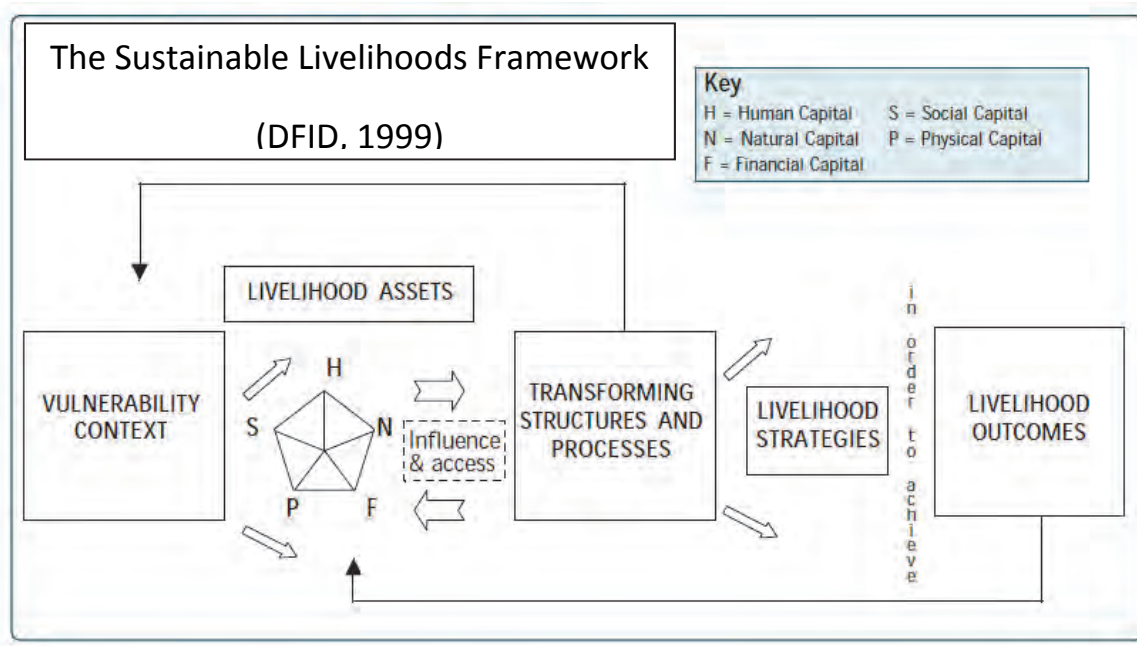 The Sustainable Livelihoods Framework
(DFID, 1999)
Key
H = Human Capital S = Social Capital
N = Natural Capital P = Physical Capital
F = Financial Capital
LIVELIHOOD ASSETS
VULNERABILITY
CONTEXT
H
S
N
P
F
Influence
& access
TRANSFORMING
STRUCTURES AND
PROCESSES
LIVELIHOOD
STRATEGIES
in order to achieve
LIVELIHOOD
OUTCOMES